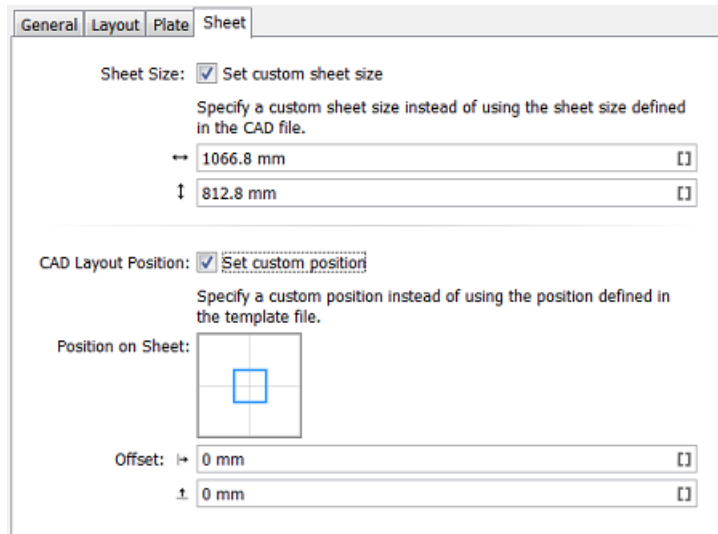 General Layout Plate Sheet
Sheet Size: Set custom sheet size
Specify a custom sheet size instead of using the sheet size defined
in the CAD file.
1066.8 mm
812.8 mm
CAD Layout Position: Set custom position
Specify a custom position instead of using the position defined in
the template file.
Position on Sheet:
Offset: 0 mm
0 mm